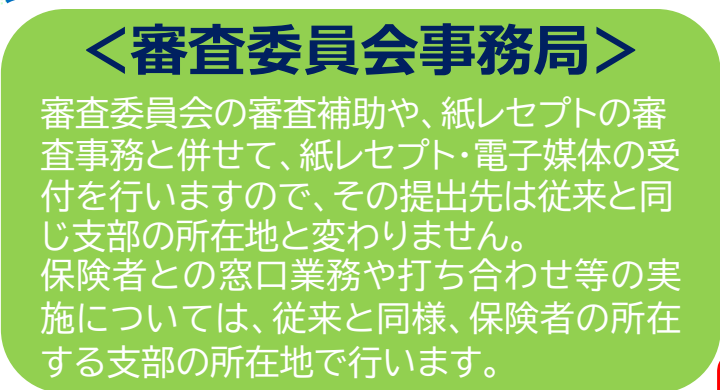 <審査委員会事務局>
審査委員会の審査補助や、紙レセプトの審
査事務と併せて、紙レセプト・電子媒体の受
付を行いますので、その提出先は従来と同
じ支部の所在地と変わりません。
保険者との窓口業務や打ち合わせ等の実
施については、従来と同様、保険者の所在
する支部の所在地で行います。